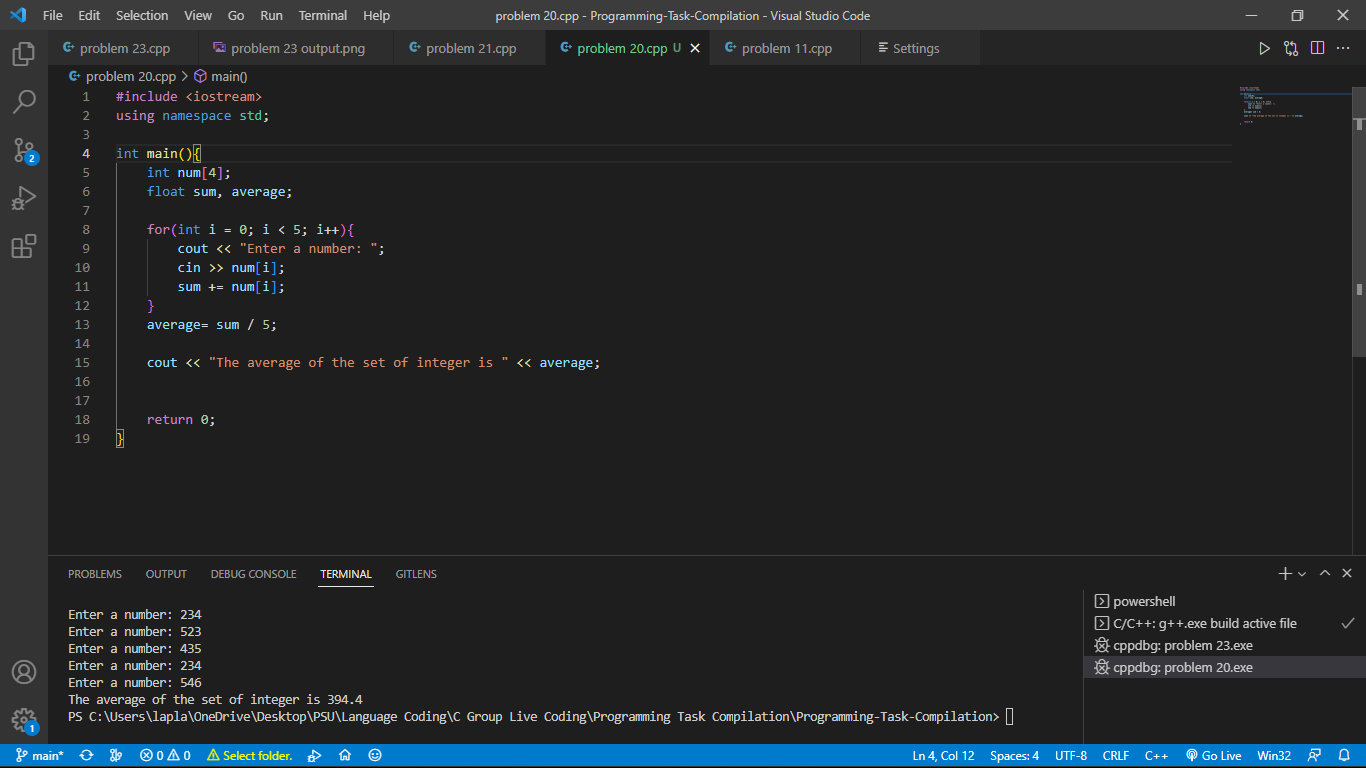 File Edit Selection View Go Run Terminal Help problem 20.cpp - Programming-Task-Compilation - Visual Studio Code
problem 23.cpp problem 23 output.png problem 21.cpp problem 20.cpp U problem 11.cpp Settings
problem 20.cpp > main()
1 #include <iostream>
2 using namespace std;
3
4 int main(){
5 int num[4];
6 float sum, average;
7
8 for(int i = 0; i < 5; i++){
9 cout << "Enter a number: ";
10 cin >> num[i];
11 sum += num[i];
12 }
13 average= sum / 5;
14
15 cout << "The average of the set of integer is " << average;
16
17
18 return 0;
19 }
2
1
PROBLEMS OUTPUT DEBUG CONSOLE TERMINAL GITLENS
Enter a number: 234
Enter a number: 523
Enter a number: 435
Enter a number: 234
Enter a number: 546
The average of the set of integer is 394.4
PS C:\Users\lapla\OneDrive\Desktop\PSU\Language Coding\C Group Live Coding\Programming Task Compilation\Programming-Task-Compilation>
powershell
C/C++: g++.exe build active file
cppdbg: problem 23.exe
cppdbg: problem 20.exe
main* 0 0 Select folder. Ln 4, Col 12 Spaces: 4 UTF-8 CRLF C++ Go Live Win32